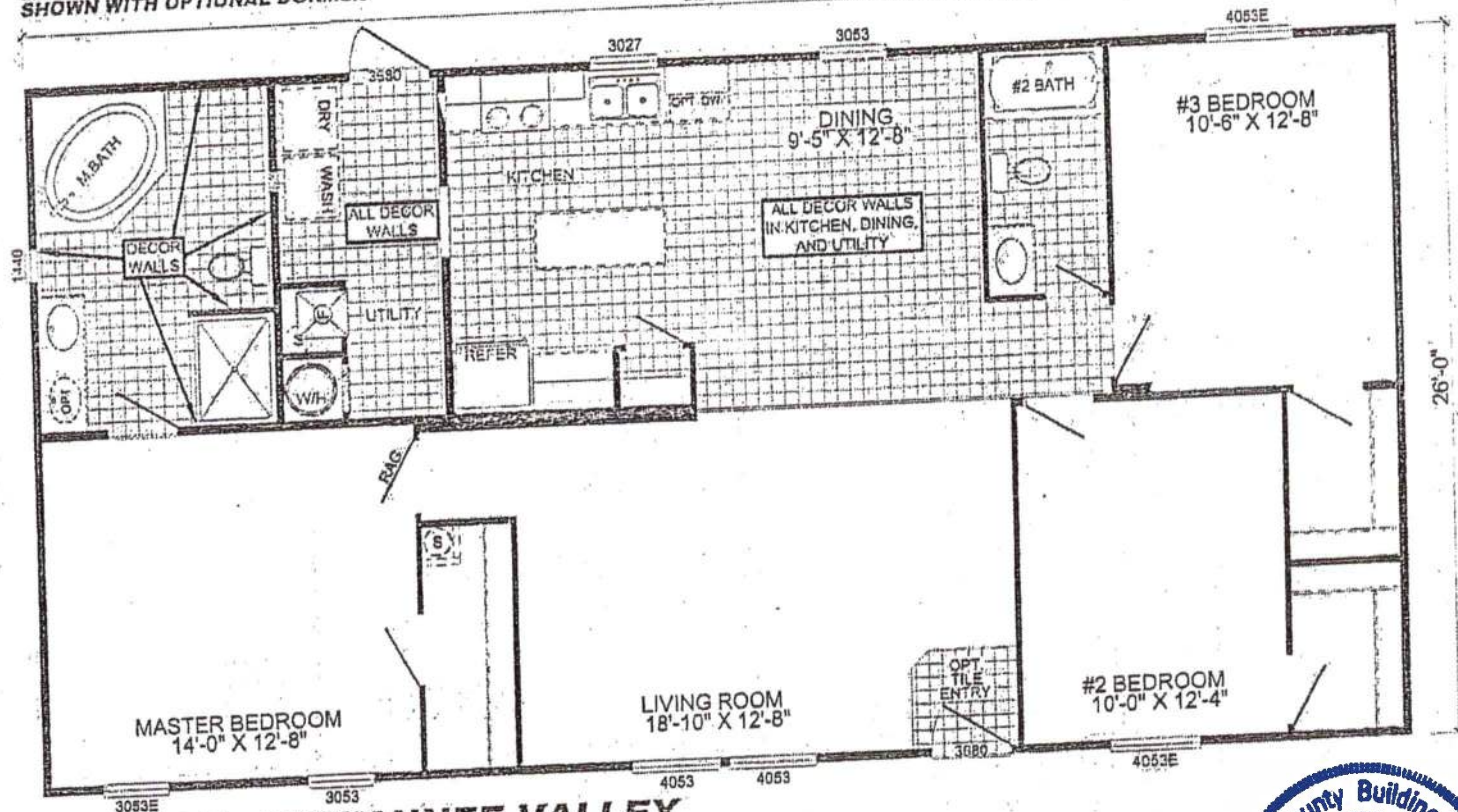 SHOWN WITH OPTIONAL
4053E
3027
3053
3680
#2 BATH
#3 BEDROOM
10'-6" X 12'-8"
DRY
OPT DW
DINING
9'-5" X 12'-8"
M.BATH
WASH
KITCHEN
ALL DECOR
WALLS
ALL DECOR WALLS
IN KITCHEN, DINING,
AND UTILITY
DECOR
WALLS
F
UTILITY
REFER
W/H
OPT
26'-0"
RAG
S
OPT.
TILE
ENTRY
MASTER BEDROOM
14'-0" X 12'-8"
LIVING ROOM
18'-10" X 12'-8"
#2 BEDROOM
10'-0" X 12'-4"
3680
3053E
3053
4053
4053
4053E
VALLEY
unty Building